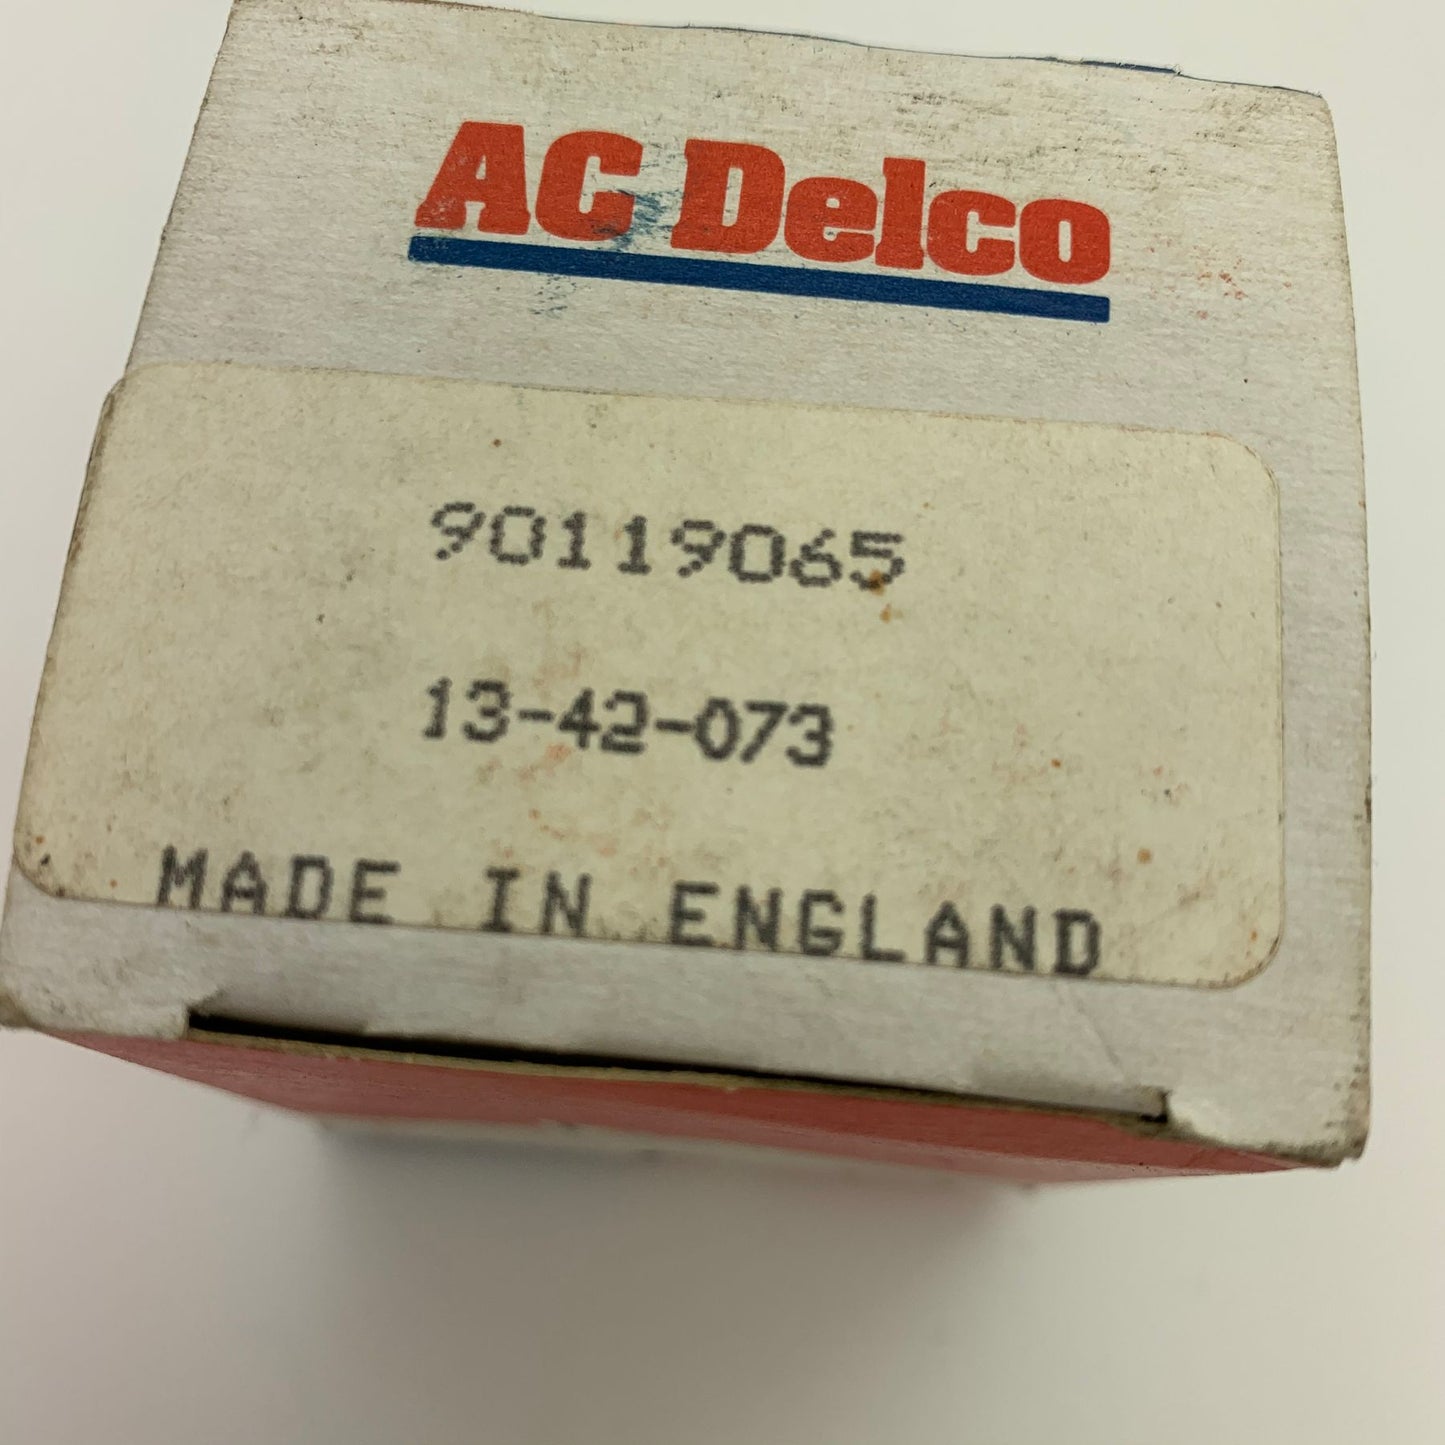 AC Delco
90119065
13-42-073
MADE IN ENGLAND